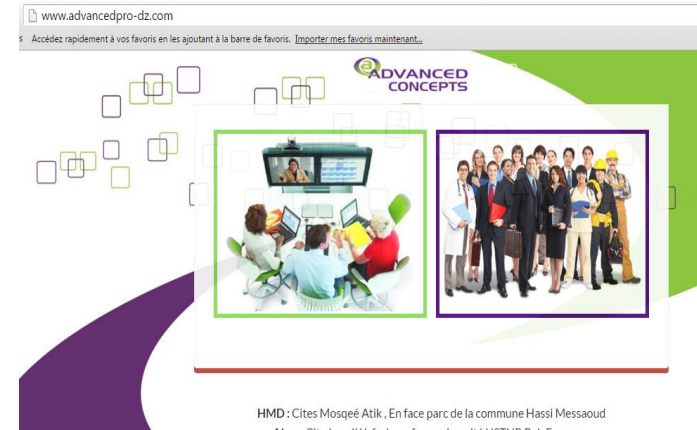 www.advancedpro-dz.com
Accédez rapidement à vos favoris en les ajoutant à la barre de favoris. Importer mes favoris maintenant...
ADVANCED
CONCEPTS
HMD : Cites Mosqeé Atik , En face parc de la commune Hassi Messaoud